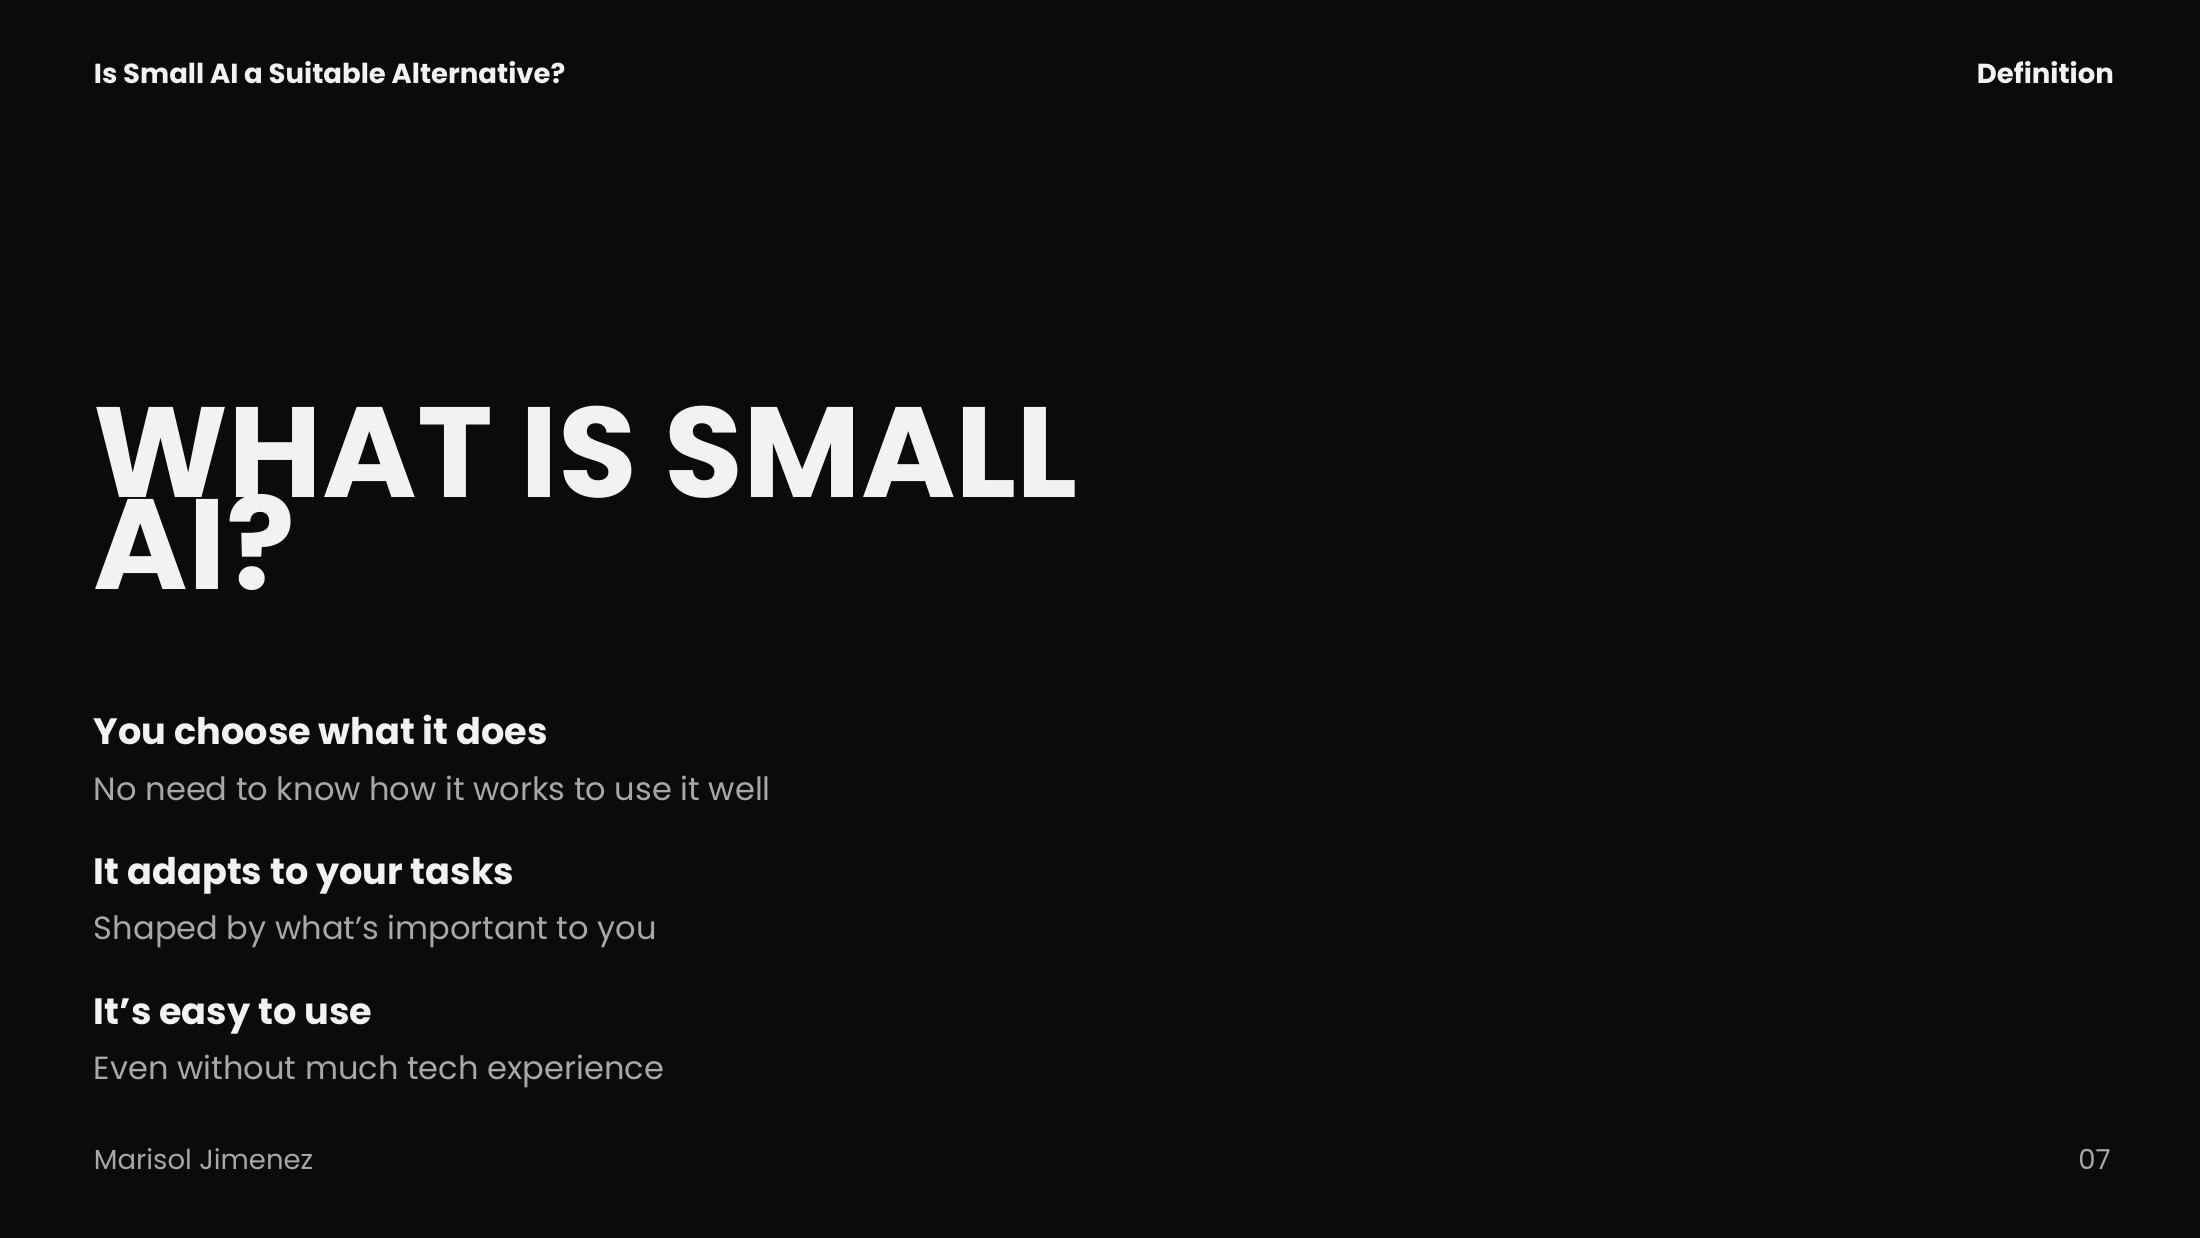 Is Small AI a Suitable Alternative?
Definition
WHAT IS SMALL
AI?
You choose what it does
No need to know how it works to use it well
It adapts to your tasks
Shaped by what’s important to you
It’s easy to use
Even without much tech experience
Marisol Jimenez
07